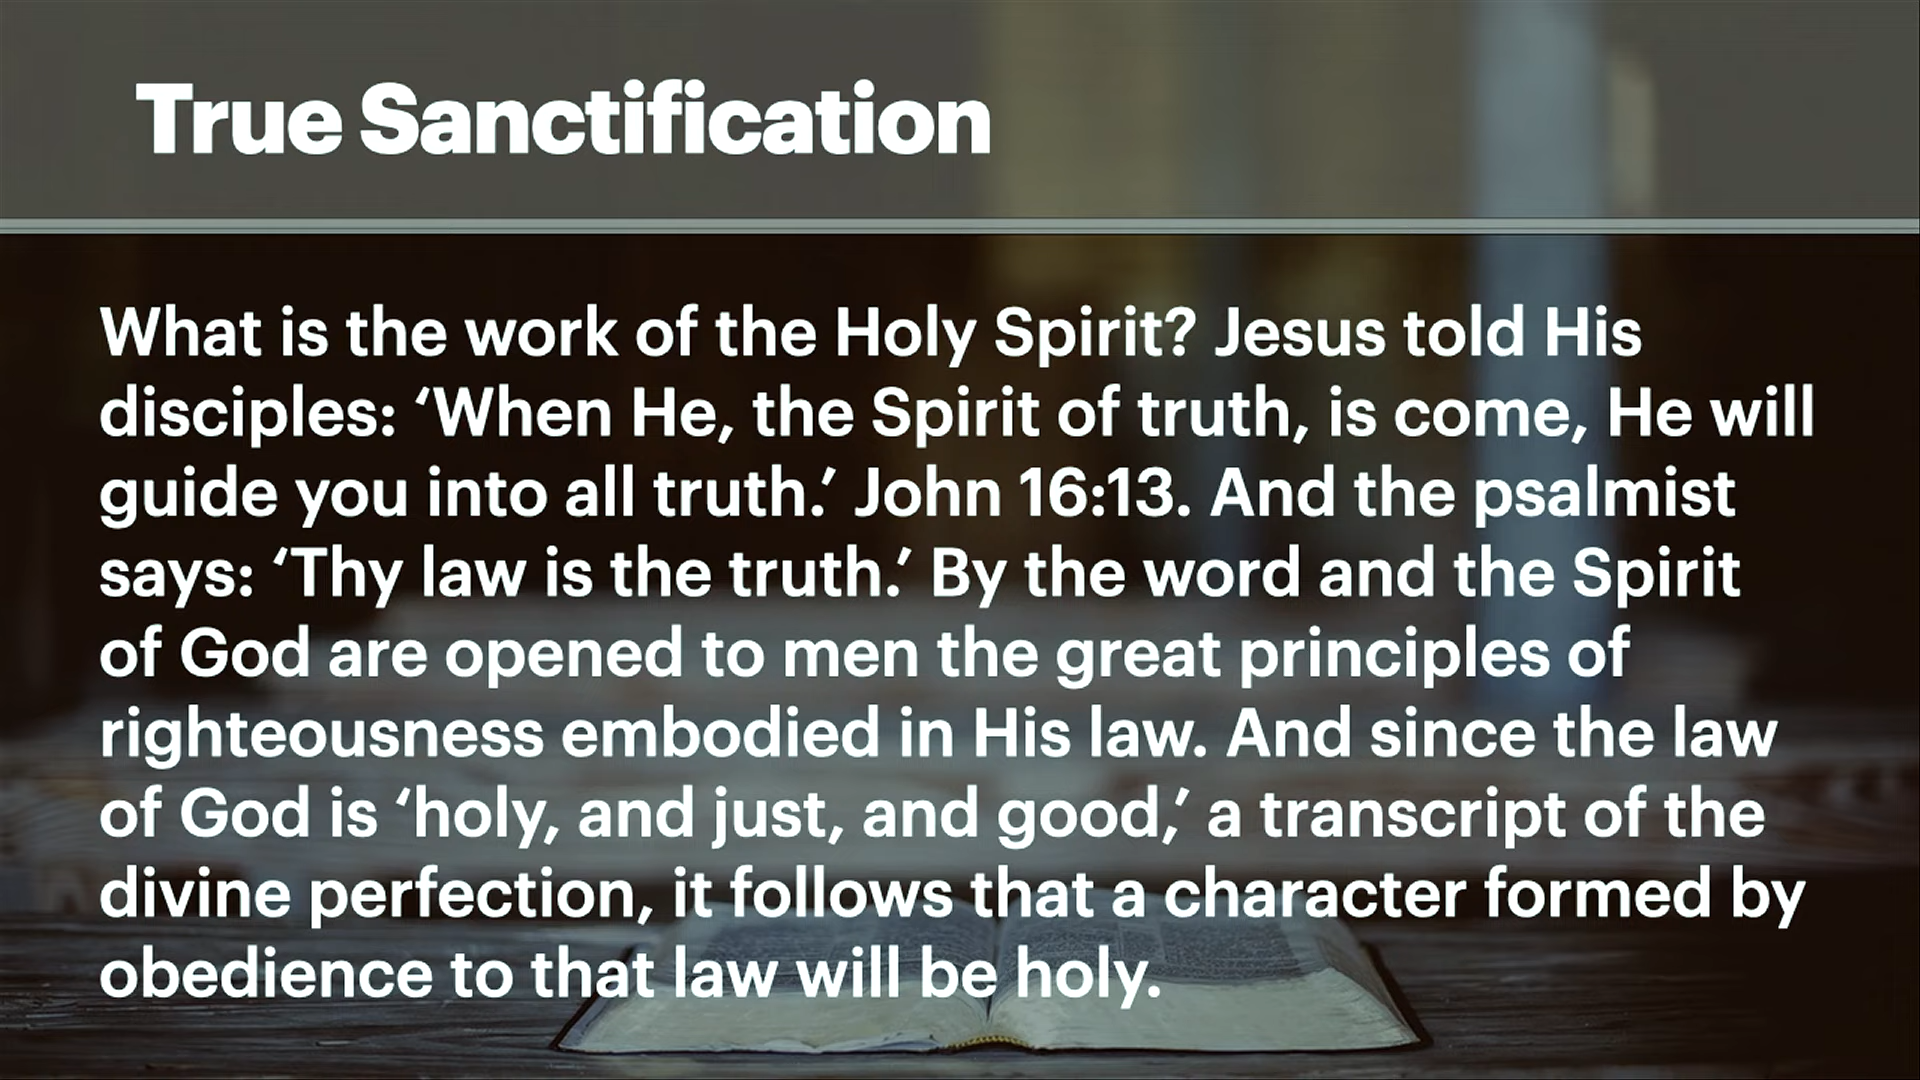 True Sanctification
What is the work of the Holy Spirit? Jesus told His
disciples: ‘When He, the Spirit of truth, is come, He will
guide you into all truth.’ John 16:13. And the psalmist
says: ‘Thy law is the truth.’ By the word and the Spirit
of God are opened to men the great principles of
righteousness embodied in His law. And since the law
of God is ‘holy, and just, and good,’ a transcript of the
divine perfection, it follows that a character formed by
obedience to that law will be holy.